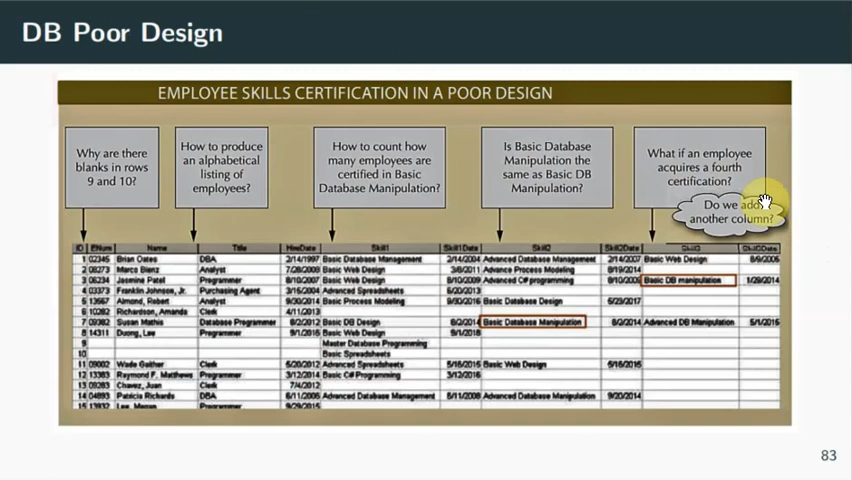 DB Poor Design
EMPLOYEE SKILLS CERTIFICATION IN A POOR DESIGN
Why are there
blanks in rows
9 and 10?
How to produce
an alphabetical
listing of
employees?
How to count how
many employees are
certified in Basic
Database Manipulation?
Is Basic Database
Manipulation the
same as Basic DB
Manipulation?
What if an employee
acquires a fourth
certification?
Do we add
another column?
ID ENum Name Title HireDate Skill1 Skill1Date Skill2 Skill2Date Skill3 Skill3Date
1 02345 Brian Oates DBA 2/14/1997 Basic Database Management 2/14/2004 Advanced Database Management 2/14/2007 Basic Web Design 8/9/2005
2 08273 Marco Bienz Analyst 7/28/2008 Basic Web Design 3/8/2011 Advance Process Modeling 8/19/2014
3 06234 Jasmine Patel Programmer 8/10/2007 Basic Web Design 8/10/2009 Advanced C# programming 8/10/2009 Basic DB manipulation 1/29/2014
4 03373 Franklin Johnson, Jr. Purchasing Agent 3/15/2004 Advanced Spreadsheets 6/20/2013
5 13567 Almond, Robert Analyst 9/30/2014 Basic Process Modeling 9/30/2016 Basic Database Design 5/23/2017
6 10282 Richardson, Amanda Clerk 4/11/2013
7 09382 Susan Mathis Database Programmer 8/2/2012 Basic DB Design 8/2/2014 Basic Database Manipulation 8/2/2014 Advanced DB Manipulation 5/1/2015
8 14311 Duong, Lee Programmer 9/1/2016 Basic Web Design 9/1/2016
9 Master Database Programming
10 Basic Spreadsheets
11 09002 Wade Gaither Clerk 5/20/2012 Advanced Spreadsheets 5/16/2015 Basic Web Design 5/16/2015
12 13383 Raymond F. Matthews Programmer 3/12/2014 Basic C# Programming 3/12/2016
13 09283 Chavez, Juan Clerk 7/4/2012
14 04893 Patricia Richards DBA 6/11/2006 Advanced Database Management 6/11/2008 Advanced Database Manipulation 9/20/2014
15 13932 Lee, Megan Programmer 9/29/2015
83